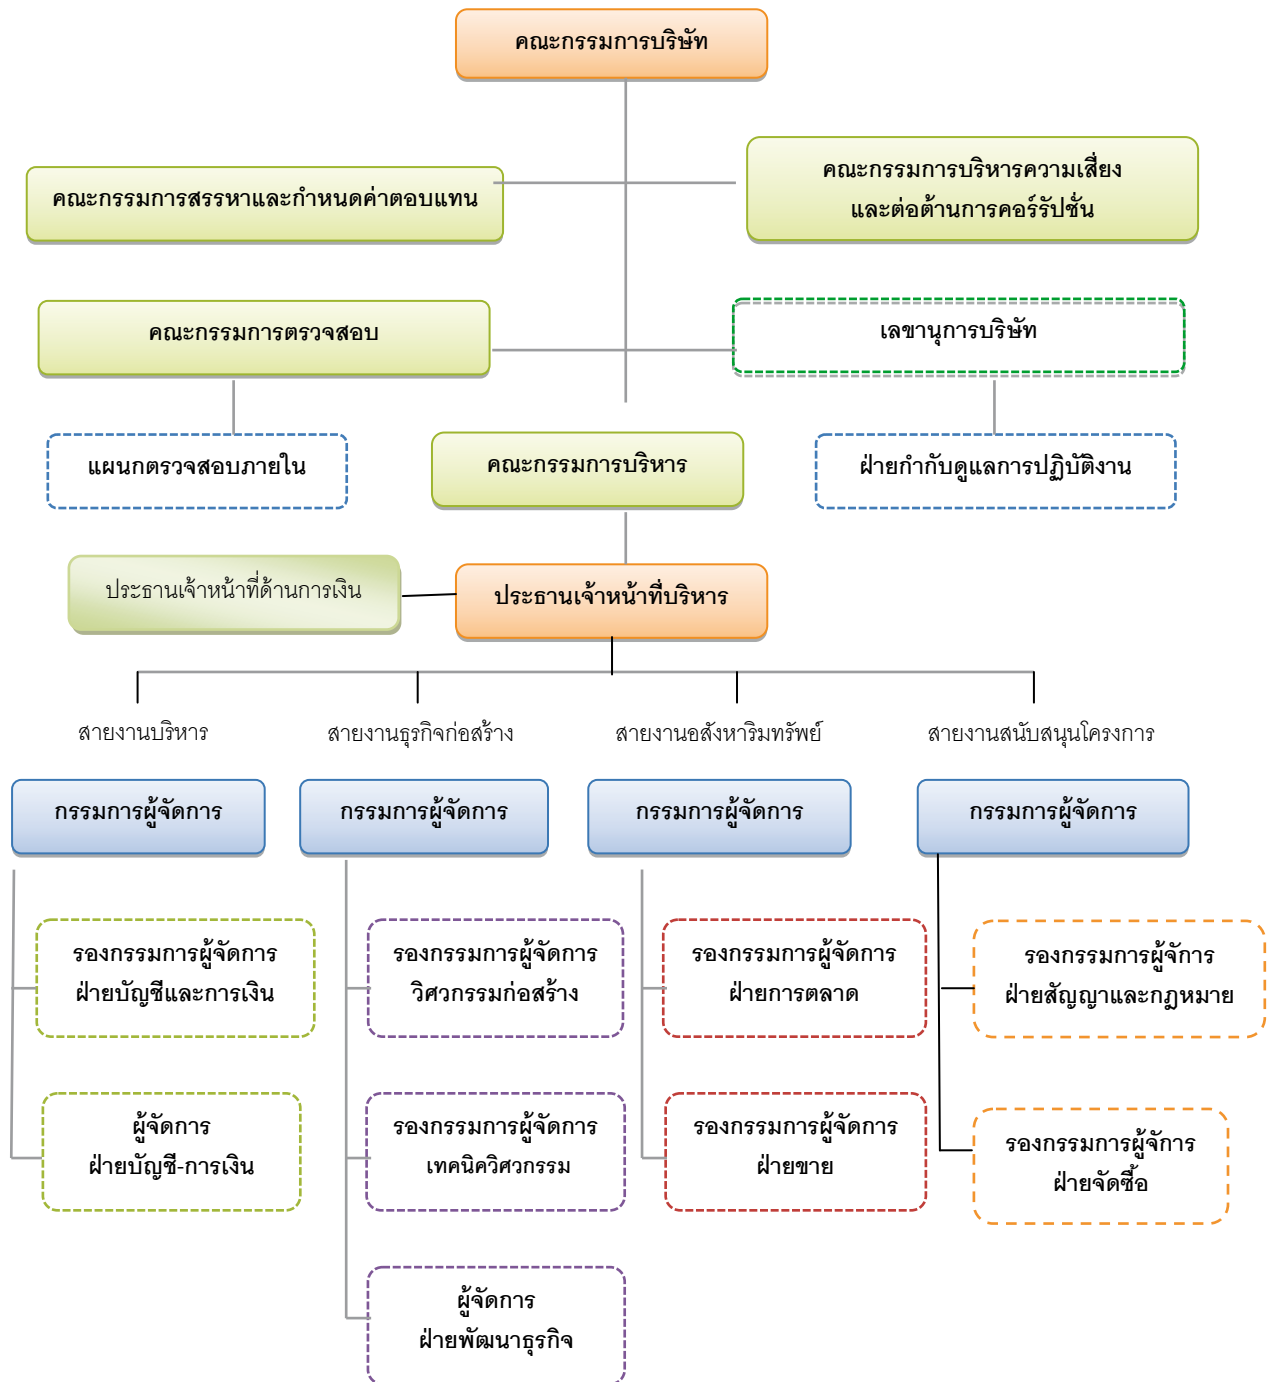 คณะกรรมการบริษัท
คณะกรรมการสรรหาและกำหนดค่าตอบแทน
คณะกรรมการบริหารความเสี่ยง
และต่อต้านการคอร์รัปชั่น
คณะกรรมการตรวจสอบ
เลขานุการบริษัท
แผนกตรวจสอบภายใน
คณะกรรมการบริหาร
ฝ่ายกำกับดูแลการปฏิบัติงาน
ประธานเจ้าหน้าที่ด้านการเงิน
ประธานเจ้าหน้าที่บริหาร
สายงานบริหาร
สายงานธุรกิจก่อสร้าง
สายงานอสังหาริมทรัพย์
สายงานสนับสนุนโครงการ
กรรมการผู้จัดการ
กรรมการผู้จัดการ
กรรมการผู้จัดการ
กรรมการผู้จัดการ
รองกรรมการผู้จัดการ
ฝ่ายบัญชีและการเงิน
รองกรรมการผู้จัดการ
วิศวกรรมก่อสร้าง
รองกรรมการผู้จัดการ
ฝ่ายการตลาด
รองกรรมการผู้จัการ
ฝ่ายสัญญาและกฎหมาย
ผู้จัดการ
ฝ่ายบัญชี-การเงิน
รองกรรมการผู้จัดการ
เทคนิควิศวกรรม
รองกรรมการผู้จัดการ
ฝ่ายขาย
รองกรรมการผู้จัการ
ฝ่ายจัดซื้อ
ผู้จัดการ
ฝ่ายพัฒนาธุรกิจ